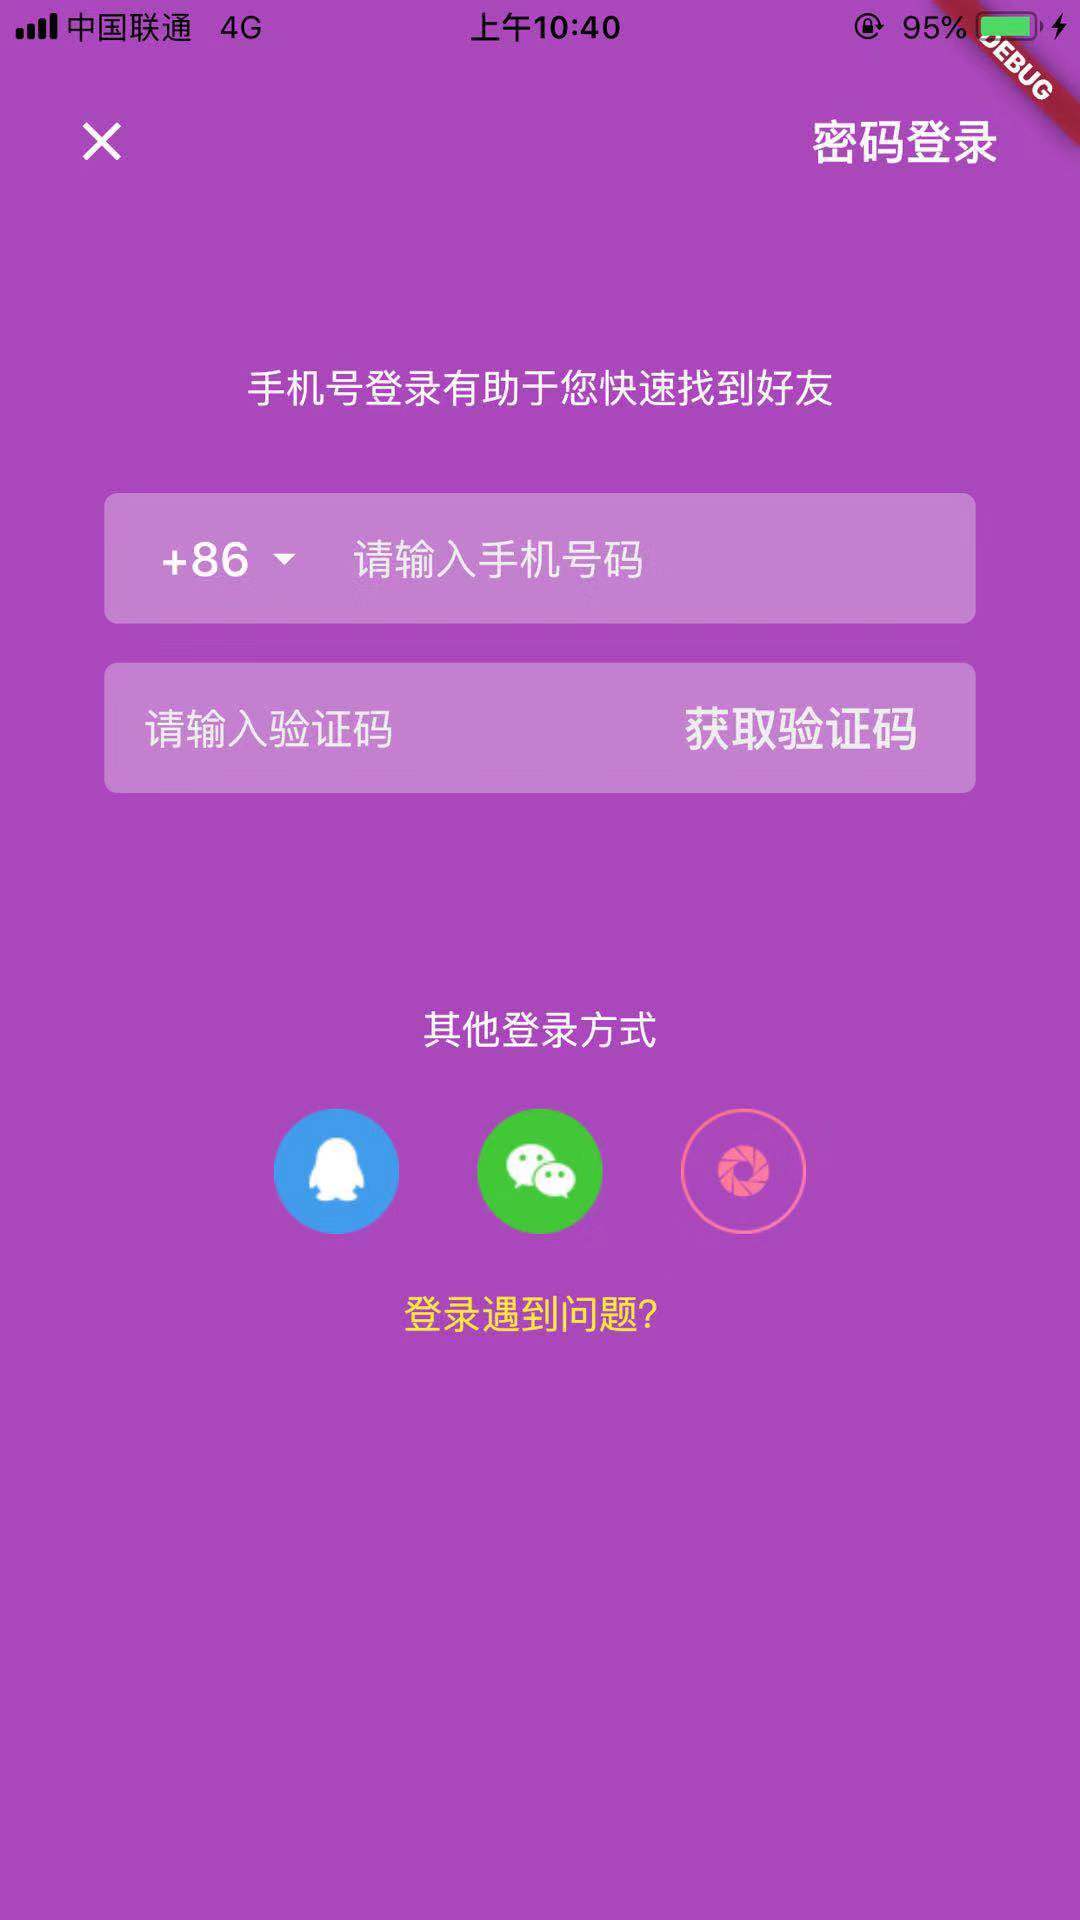 中国联通 4G 上午10:40 95%
DEBUG
密码登录
手机号登录有助于您快速找到好友
+86 请输入手机号码
请输入验证码 获取验证码
其他登录方式
登录遇到问题?